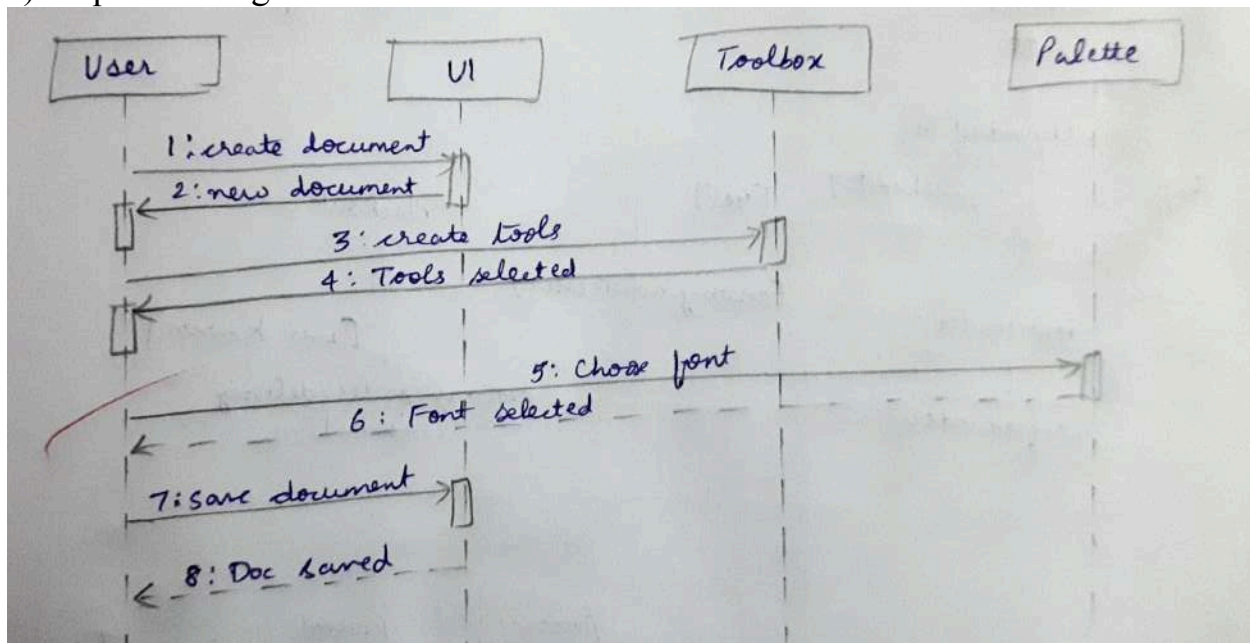 User UI Toolbox Palette
1: create document
2: new document
3: create tools
4: Tools selected
5: Choose font
6: Font selected
7: save document
8: Doc saved